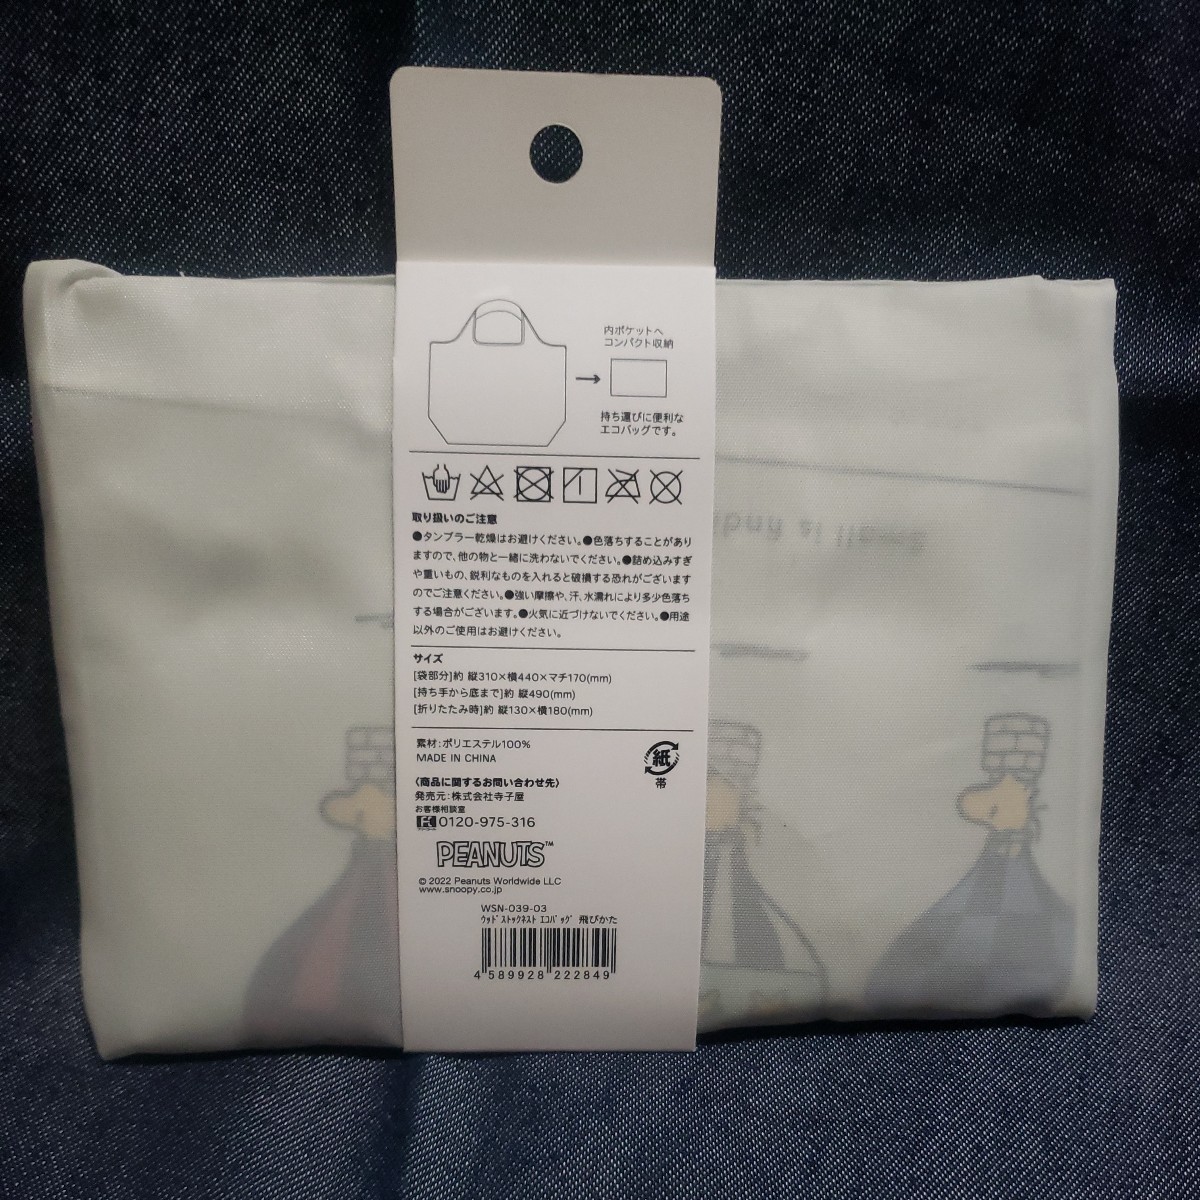 内ポケットへ
コンパクト収納
持ち運びに便利な
エコバッグです。
取り扱いのご注意
●タンブラー乾燥はお避けください。●色落ちすることがあり
ますので、他の物と一緒に洗わないでください。●詰め込みすぎ
や重いもの、鋭利なものを入れると破損する恐れがございます
のでご注意ください。●強い摩擦や、汗、水濡れにより多少色落ち
する場合がございます。●火気に近づけないでください。●用途
以外のご使用はお避けください。
サイズ
[袋部分]約 縦310×横440×マチ170(mm)
[持ち手から底まで]約 縦490(mm)
[折りたたみ時]約 縦130×横180(mm)
素材:ポリエステル100%
MADE IN CHINA
紙
帯
〈商品に関するお問い合わせ先〉
発売元:株式会社寺子屋
お客様相談室
0120-975-316
PEANUTS™
© 2022 Peanuts Worldwide LLC
www.snoopy.co.jp
WSN-039-03
ウッドストックネスト エコバッグ 飛びかた
4 589928 222849